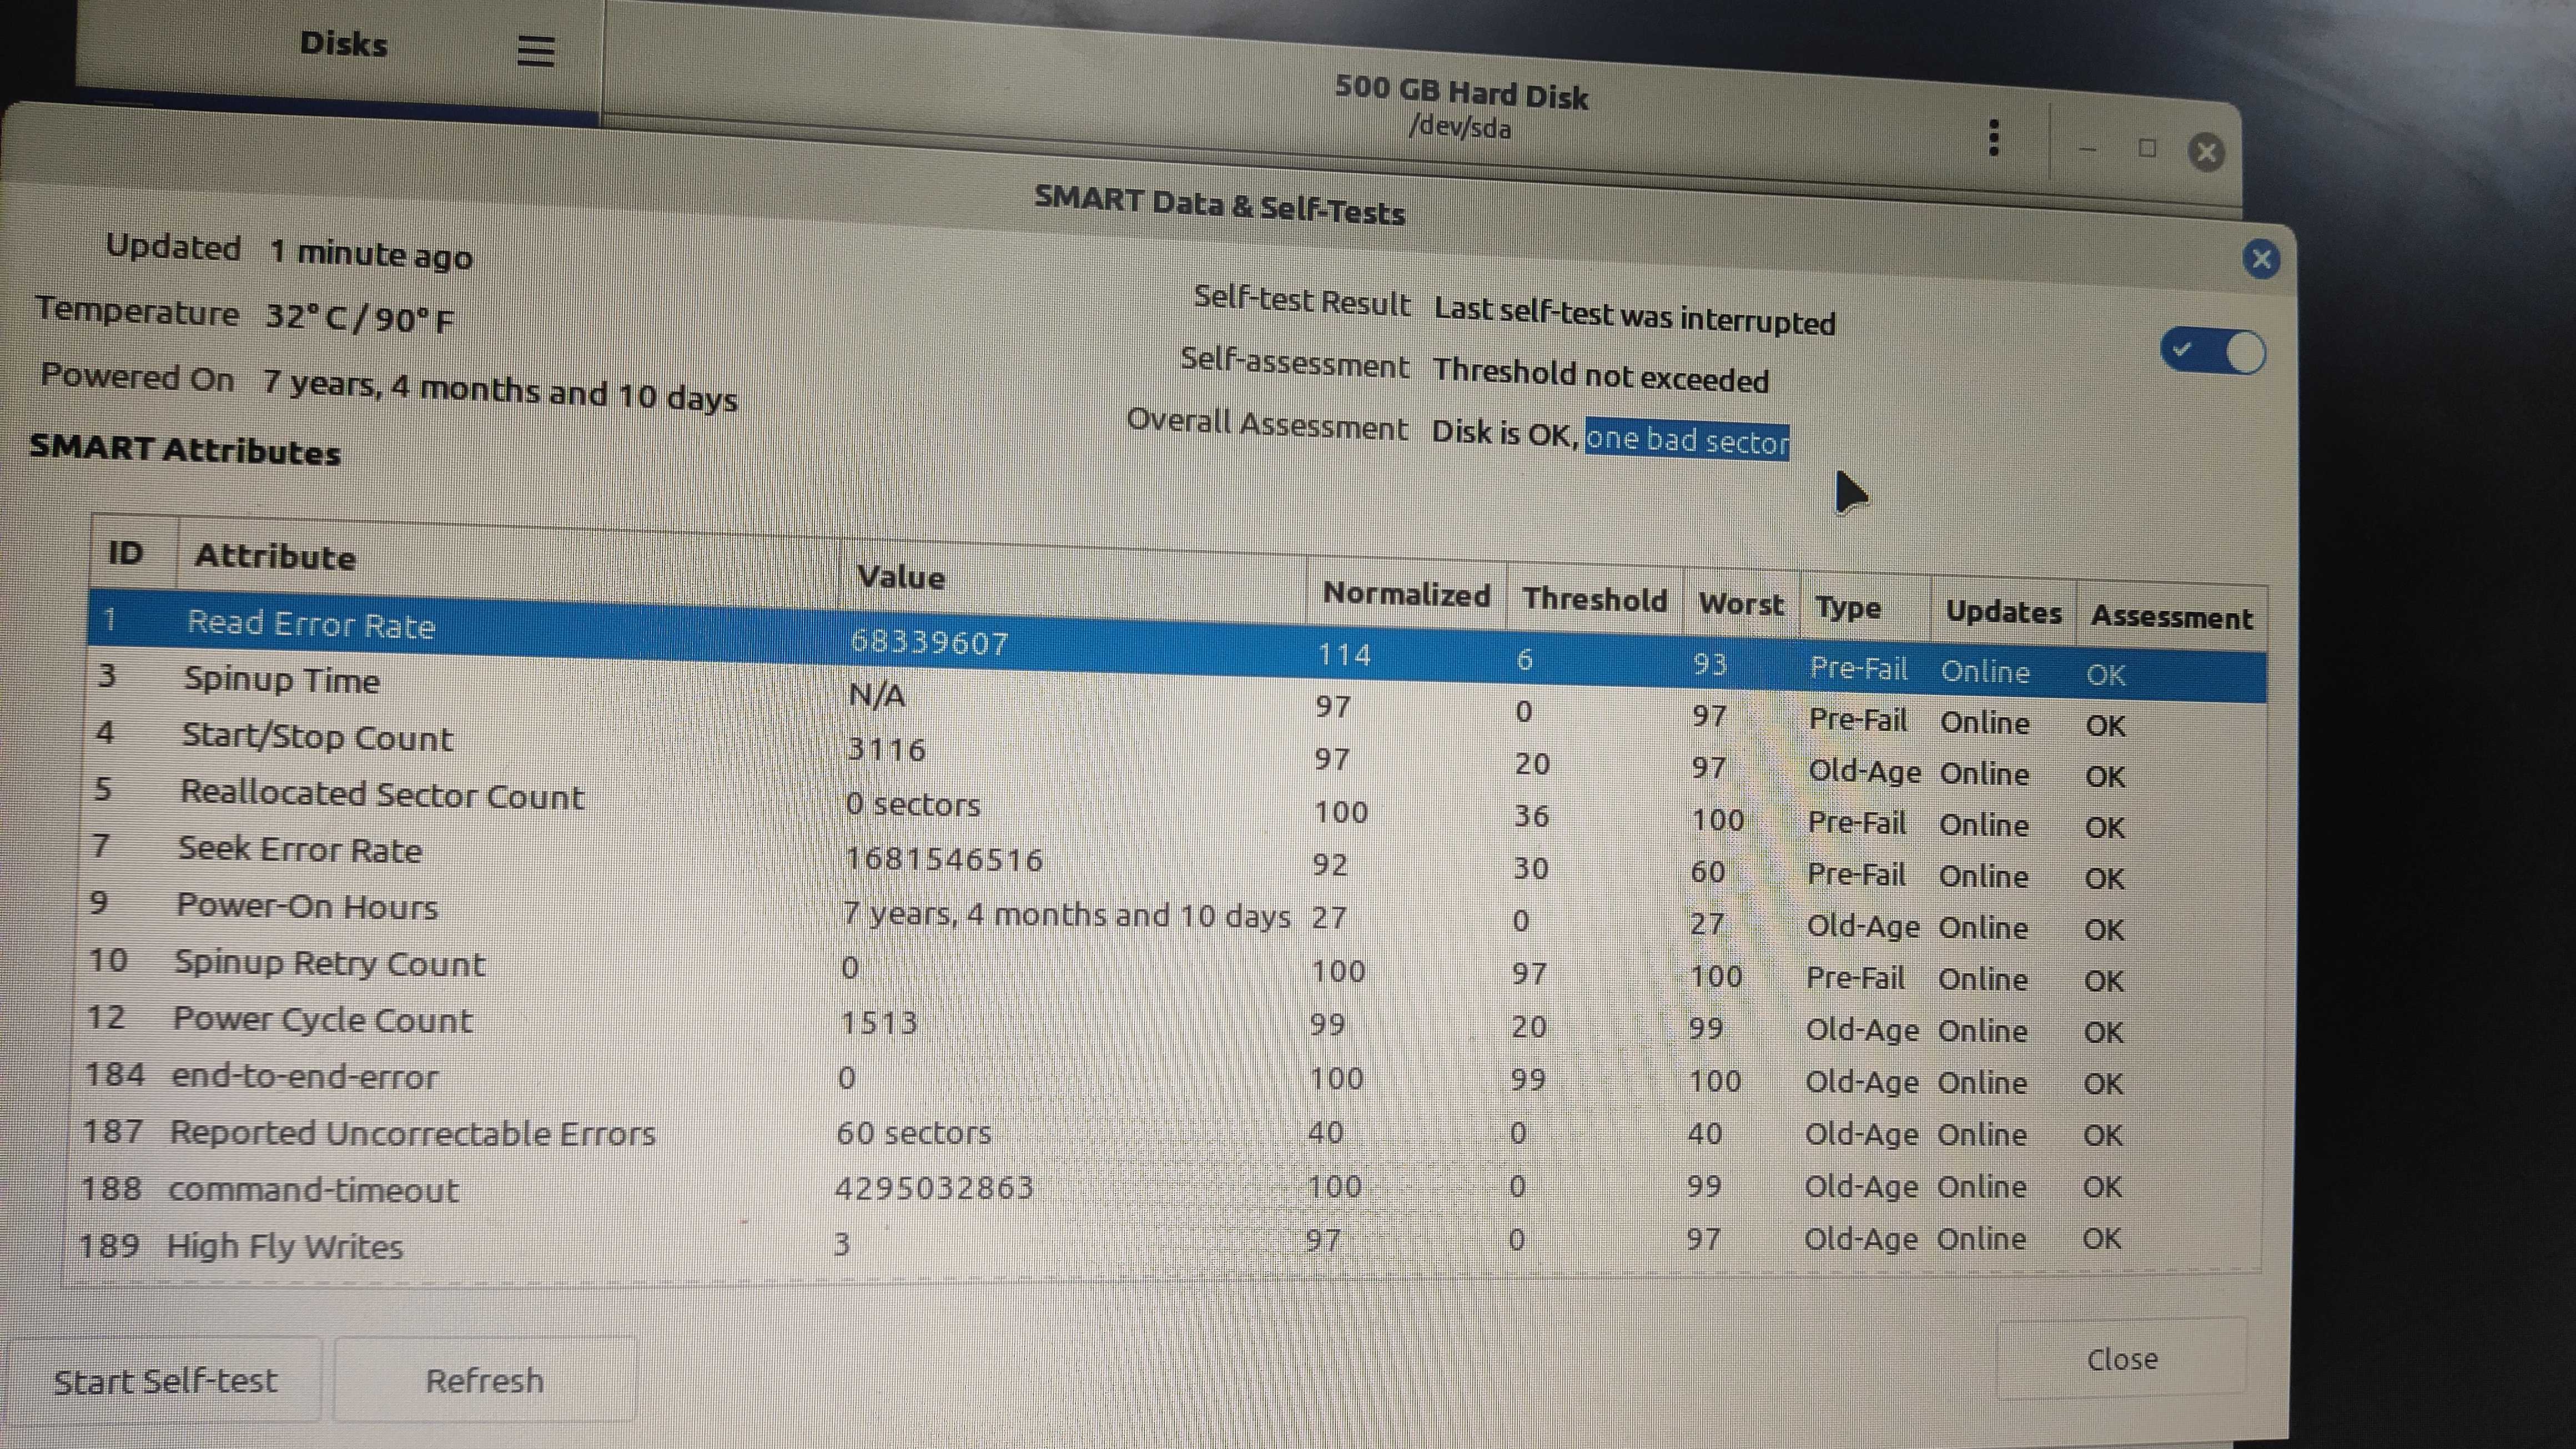 Disks
500 GB Hard Disk
/dev/sda
SMART Data & Self-Tests
Updated 1 minute ago
Temperature 32° C / 90° F
Powered On 7 years, 4 months and 10 days
Self-test Result Last self-test was interrupted
Self-assessment Threshold not exceeded
Overall Assessment Disk is OK, one bad sector
SMART Attributes
ID Attribute Value Normalized Threshold Worst Type Updates Assessment
1 Read Error Rate 68339607 114 6 93 Pre-Fail Online OK
3 Spinup Time N/A 97 0 97 Pre-Fail Online OK
4 Start/Stop Count 3116 97 20 97 Old-Age Online OK
5 Reallocated Sector Count 0 sectors 100 36 100 Pre-Fail Online OK
7 Seek Error Rate 1681546516 92 30 60 Pre-Fail Online OK
9 Power-On Hours 7 years, 4 months and 10 days 27 0 27 Old-Age Online OK
10 Spinup Retry Count 0 100 97 100 Pre-Fail Online OK
12 Power Cycle Count 1513 99 20 99 Old-Age Online OK
184 end-to-end-error 0 100 99 100 Old-Age Online OK
187 Reported Uncorrectable Errors 60 sectors 40 0 40 Old-Age Online OK
188 command-timeout 4295032863 100 0 99 Old-Age Online OK
189 High Fly Writes 3 97 0 97 Old-Age Online OK
Start Self-test Refresh Close